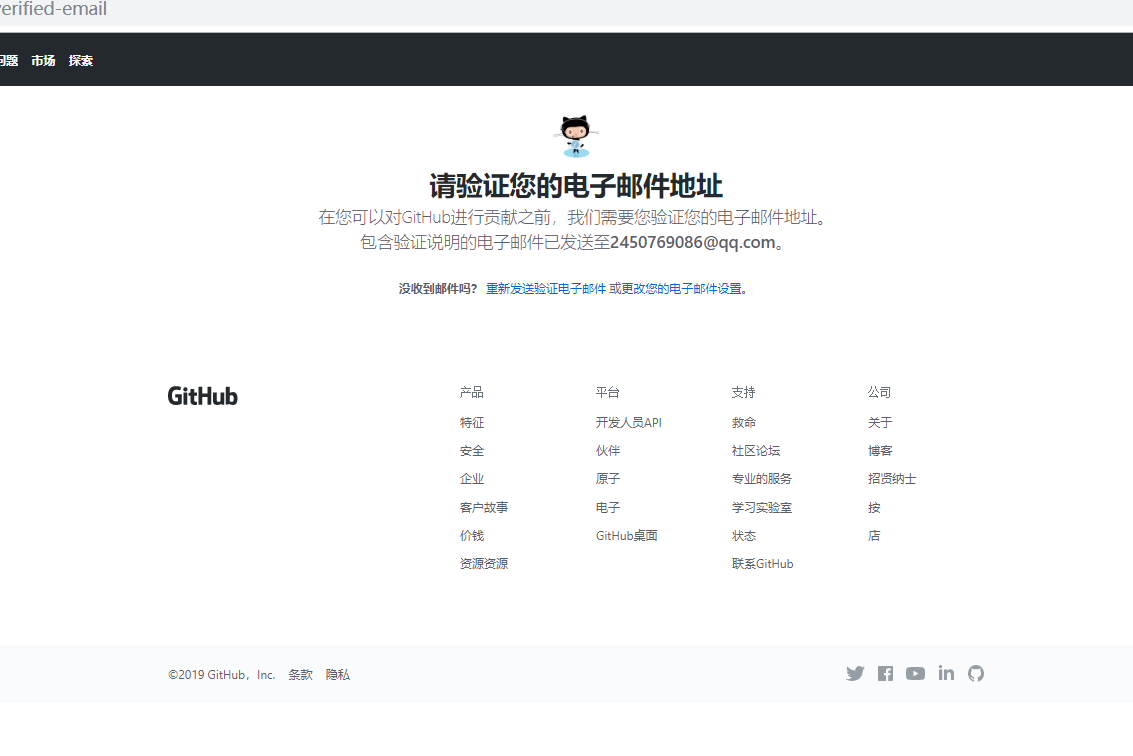 verified-email
问题 市场 探索
请验证您的电子邮件地址
在您可以对GitHub进行贡献之前，我们需要您验证您的电子邮件地址。
包含验证说明的电子邮件已发送至2450769086@qq.com。
没收到邮件吗？ 重新发送验证电子邮件 或更改您的电子邮件设置。
GitHub
产品 平台 支持 公司
特征 开发人员API 救命 关于
安全 伙伴 社区论坛 博客
企业 原子 专业的服务 招贤纳士
客户故事 电子 学习实验室 按
价钱 GitHub桌面 状态 店
资源资源 联系GitHub
©2019 GitHub，Inc. 条款 隐私